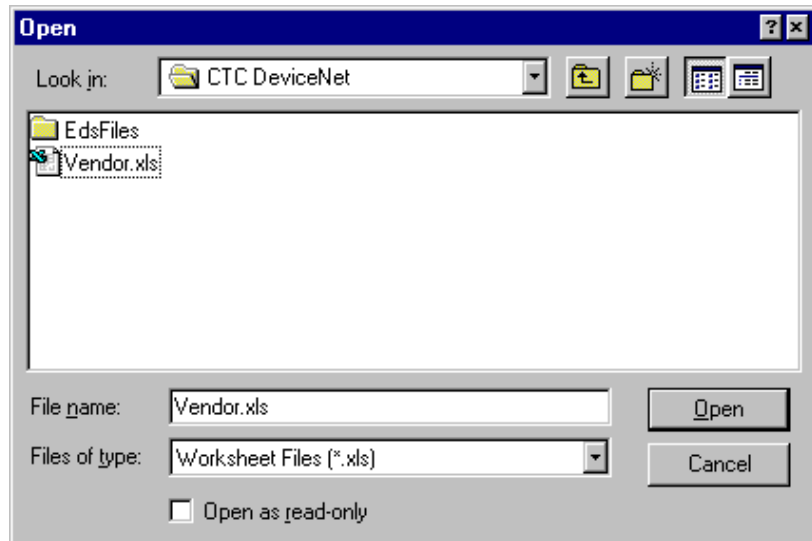 Open
Look in: CTC DeviceNet
EdsFiles
Vendor.xls
File name: Vendor.xls Open
Files of type: Worksheet Files (*.xls) Cancel
Open as read-only